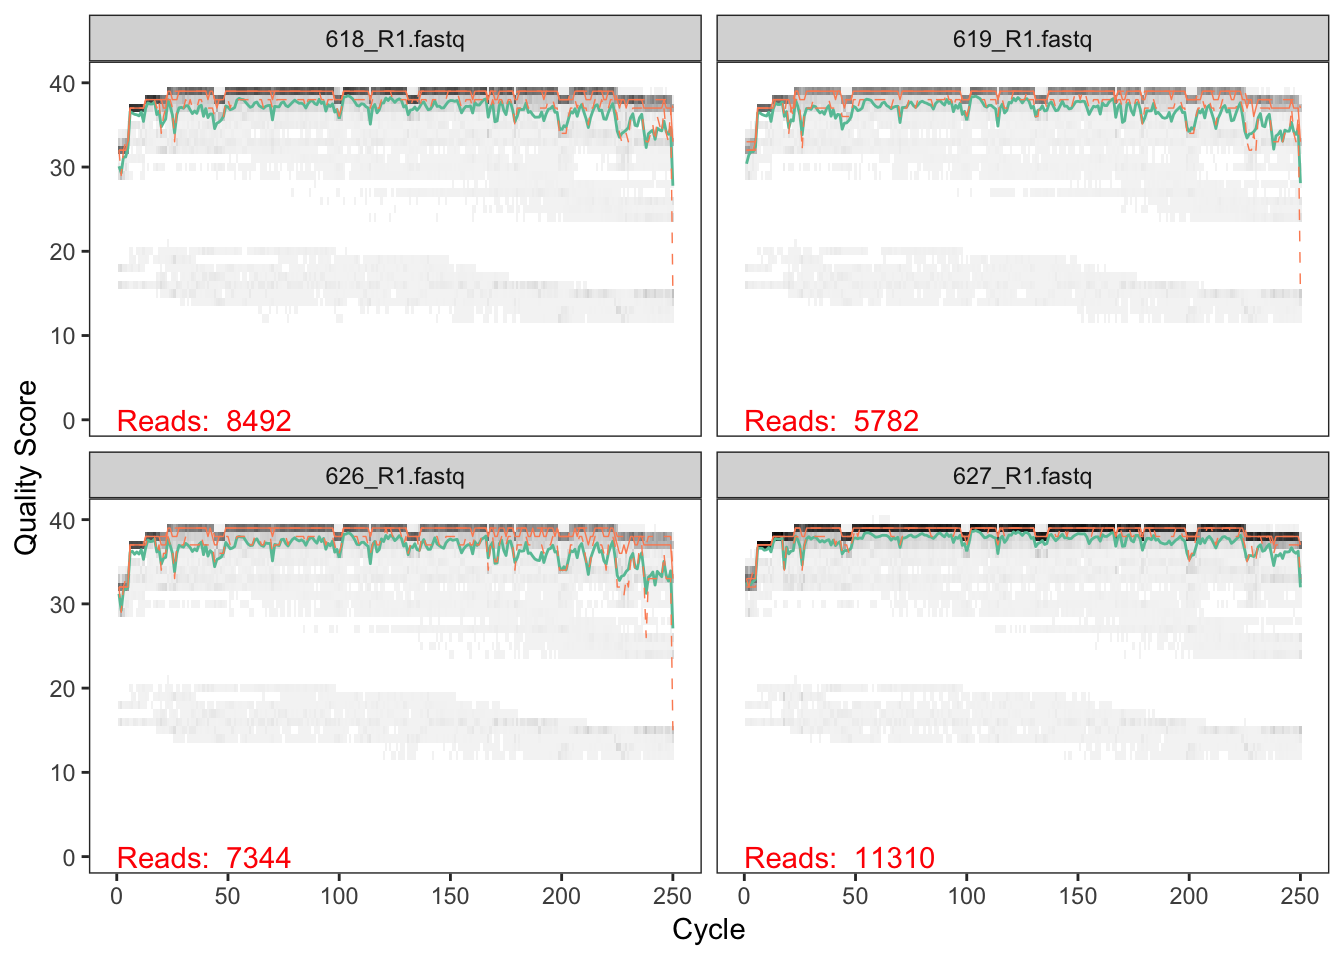 618_R1.fastq
619_R1.fastq
40
30
20
10
0
Reads: 8492
Reads: 5782
626_R1.fastq
627_R1.fastq
40
30
20
10
0
Reads: 7344
Reads: 11310
0 50 100 150 200 250
0 50 100 150 200 250
Quality Score
Cycle